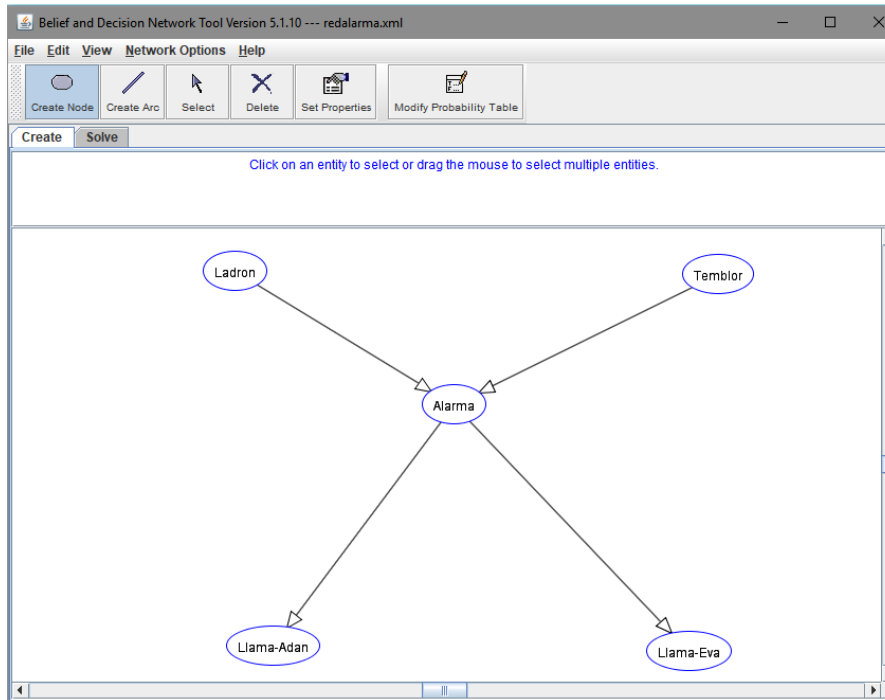 Belief and Decision Network Tool Version 5.1.10 --- redalarma.xml
File Edit View Network Options Help
Create Node Create Arc Select Delete Set Properties Modify Probability Table
Create Solve
Click on an entity to select or drag the mouse to select multiple entities.
Ladron Temblor
Alarma
Llama-Adan Llama-Eva